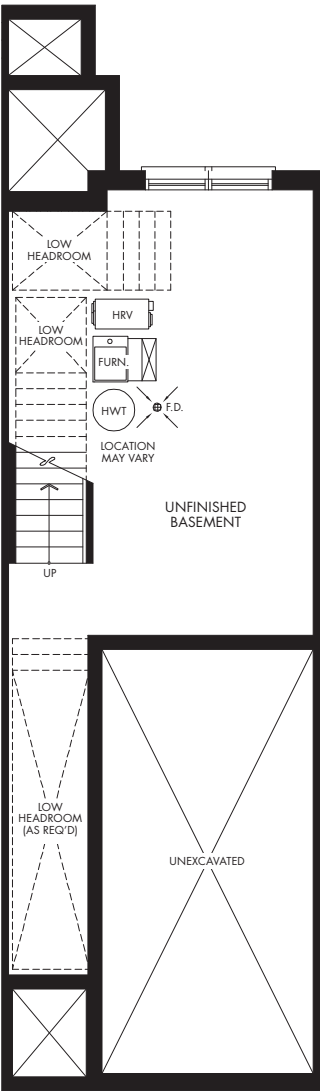 LOW
HEADROOM
HRV
LOW
HEADROOM
FURN.
HWT
F.D.
LOCATION
MAY VARY
UNFINISHED
BASEMENT
UP
LOW
HEADROOM
(AS REQ'D)
UNEXCAVATED